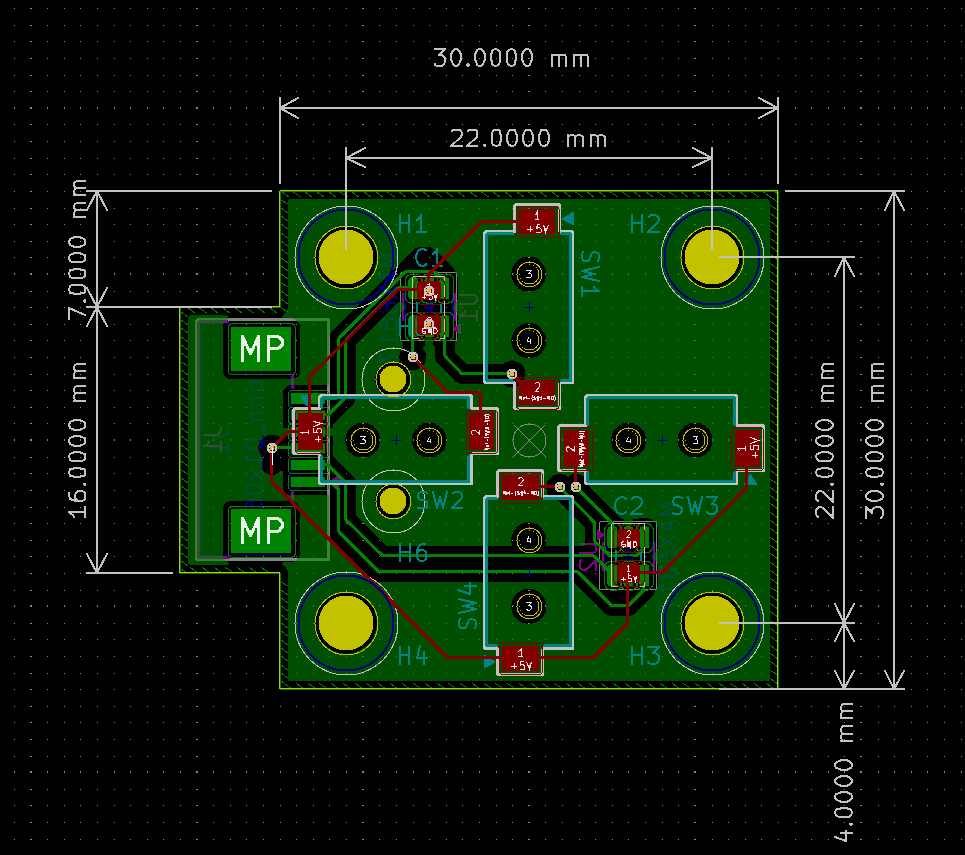 30.0000 mm
22.0000 mm
7.0000 mm
16.0000 mm
22.0000 mm
30.0000 mm
4.0000 mm
H1
H2
C1
1
+5V
SW1
3
4
GND
2
MP
MP
J1
U1
1
+5V
3
4
2
SW2
2
4
3
1
+5V
SW3
2
4
3
1
+5V
SW4
C2
2
GND
1
+5V
H6
H4
H3